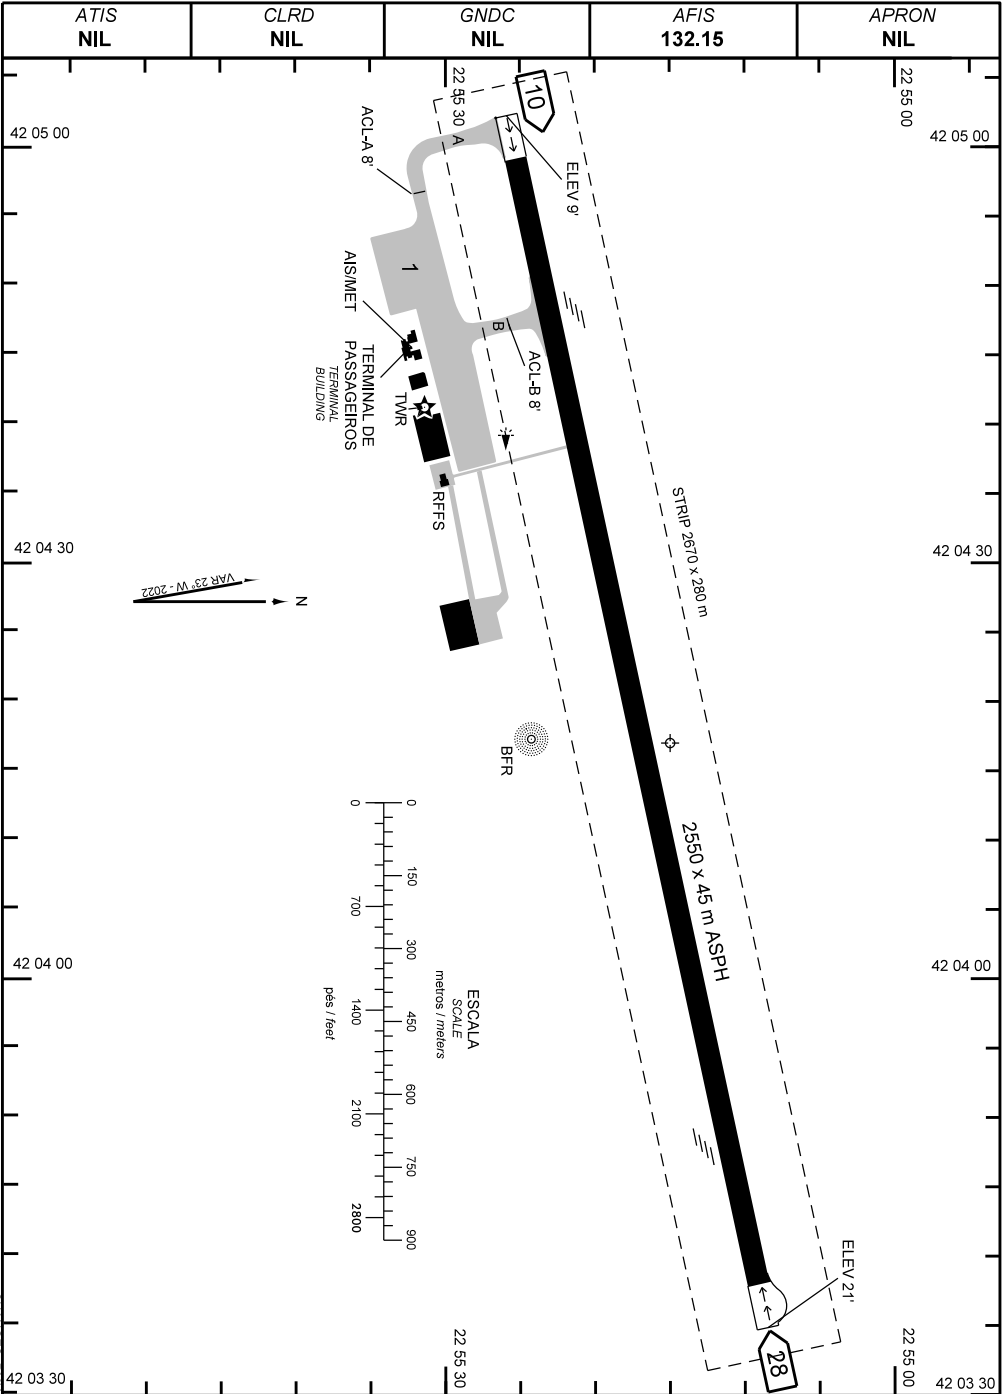 ATIS
NIL
CLRD
NIL
GNDC
NIL
AFIS
132.15
APRON
NIL
22 55 30
22 55 00
42 05 00
42 05 00
10
A
ACL-A 8'
ELEV 9'
1
AIS/MET
B
ACL-B 8'
TERMINAL DE
PASSAGEIROS
TERMINAL
BUILDING
TWR
RFFS
STRIP 2670 x 280 m
42 04 30
42 04 30
VAR 23° W - 2022
N
BFR
2550 x 45 m ASPH
42 04 00
42 04 00
ESCALA
SCALE
metros / meters
0 150 300 450 600 750 900
0 700 1400 2100 2800
pés / feet
ELEV 21'
28
22 55 30
22 55 00
42 03 30
42 03 30